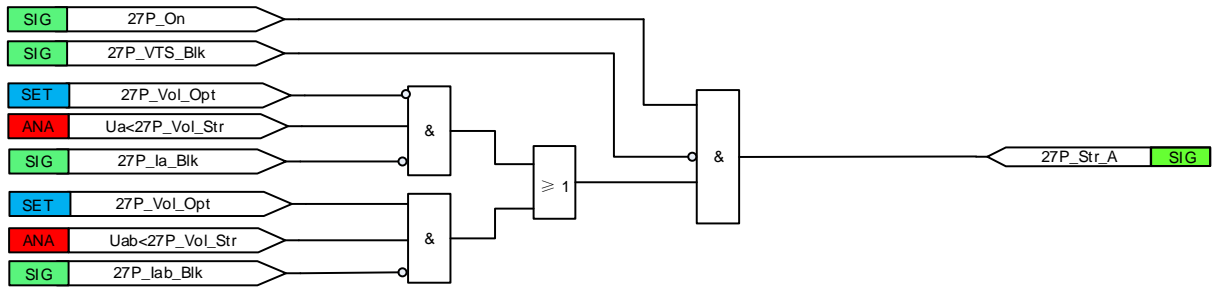 SIG 27P_On
SIG 27P_VTS_Blk
SET 27P_Vol_Opt
ANA Ua<27P_Vol_Str
&
SIG 27P_Ia_Blk
& 27P_Str_A SIG
≥ 1
SET 27P_Vol_Opt
ANA Uab<27P_Vol_Str
&
SIG 27P_Iab_Blk